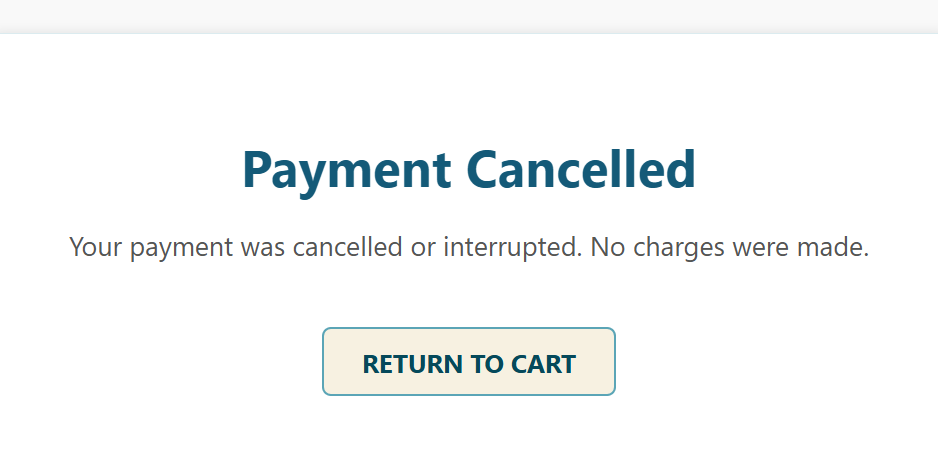 Payment Cancelled
Your payment was cancelled or interrupted. No charges were made.
RETURN TO CART